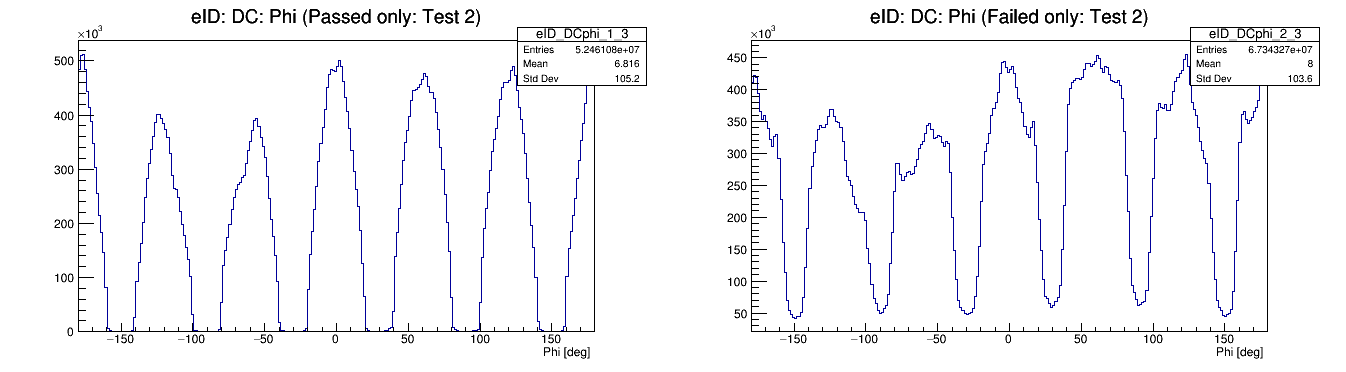 eID: DC: Phi (Passed only: Test 2)
×10³
eID_DCphi_1_3
Entries 5.246108e+07
Mean 6.816
Std Dev 105.2
500
400
300
200
100
0
−150 −100 −50 0 50 100 150
Phi [deg]
eID: DC: Phi (Failed only: Test 2)
×10³
eID_DCphi_2_3
Entries 6.734327e+07
Mean 8
Std Dev 103.6
450
400
350
300
250
200
150
100
50
−150 −100 −50 0 50 100 150
Phi [deg]